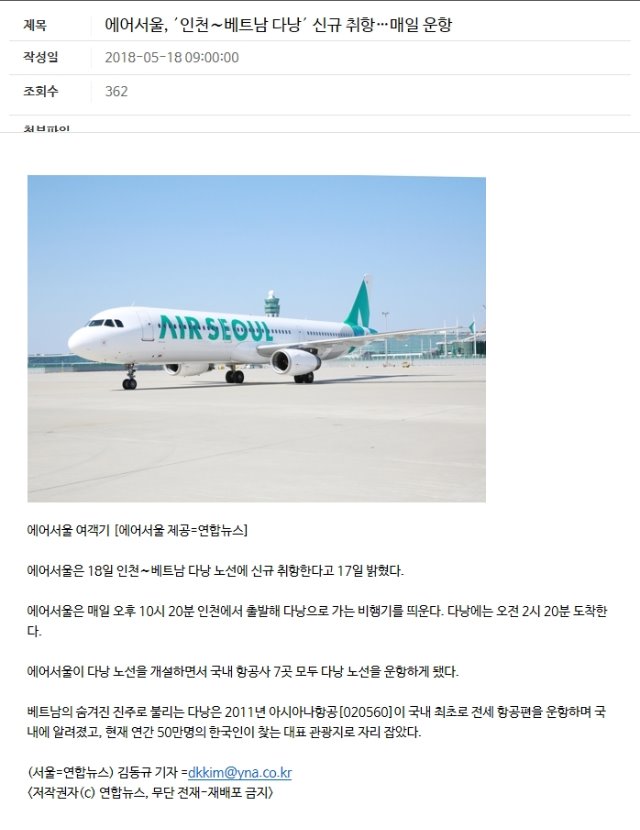 제목 에어서울, ´인천~베트남 다낭´ 신규 취항…매일 운항
작성일 2018-05-18 09:00:00
조회수 362
첨부파일
AIR SEOUL
에어서울 여객기 [에어서울 제공=연합뉴스]
에어서울은 18일 인천~베트남 다낭 노선에 신규 취항한다고 17일 밝혔다.
에어서울은 매일 오후 10시 20분 인천에서 출발해 다낭으로 가는 비행기를 띄운다. 다낭에는 오전 2시 20분 도착한
다.
에어서울이 다낭 노선을 개설하면서 국내 항공사 7곳 모두 다낭 노선을 운항하게 됐다.
베트남의 숨겨진 진주로 불리는 다낭은 2011년 아시아나항공[020560]이 국내 최초로 전세 항공편을 운항하며 국
내에 알려졌고, 현재 연간 50만명의 한국인이 찾는 대표 관광지로 자리 잡았다.
(서울=연합뉴스) 김동규 기자 =dkkim@yna.co.kr
<저작권자(c) 연합뉴스, 무단 전재-재배포 금지>